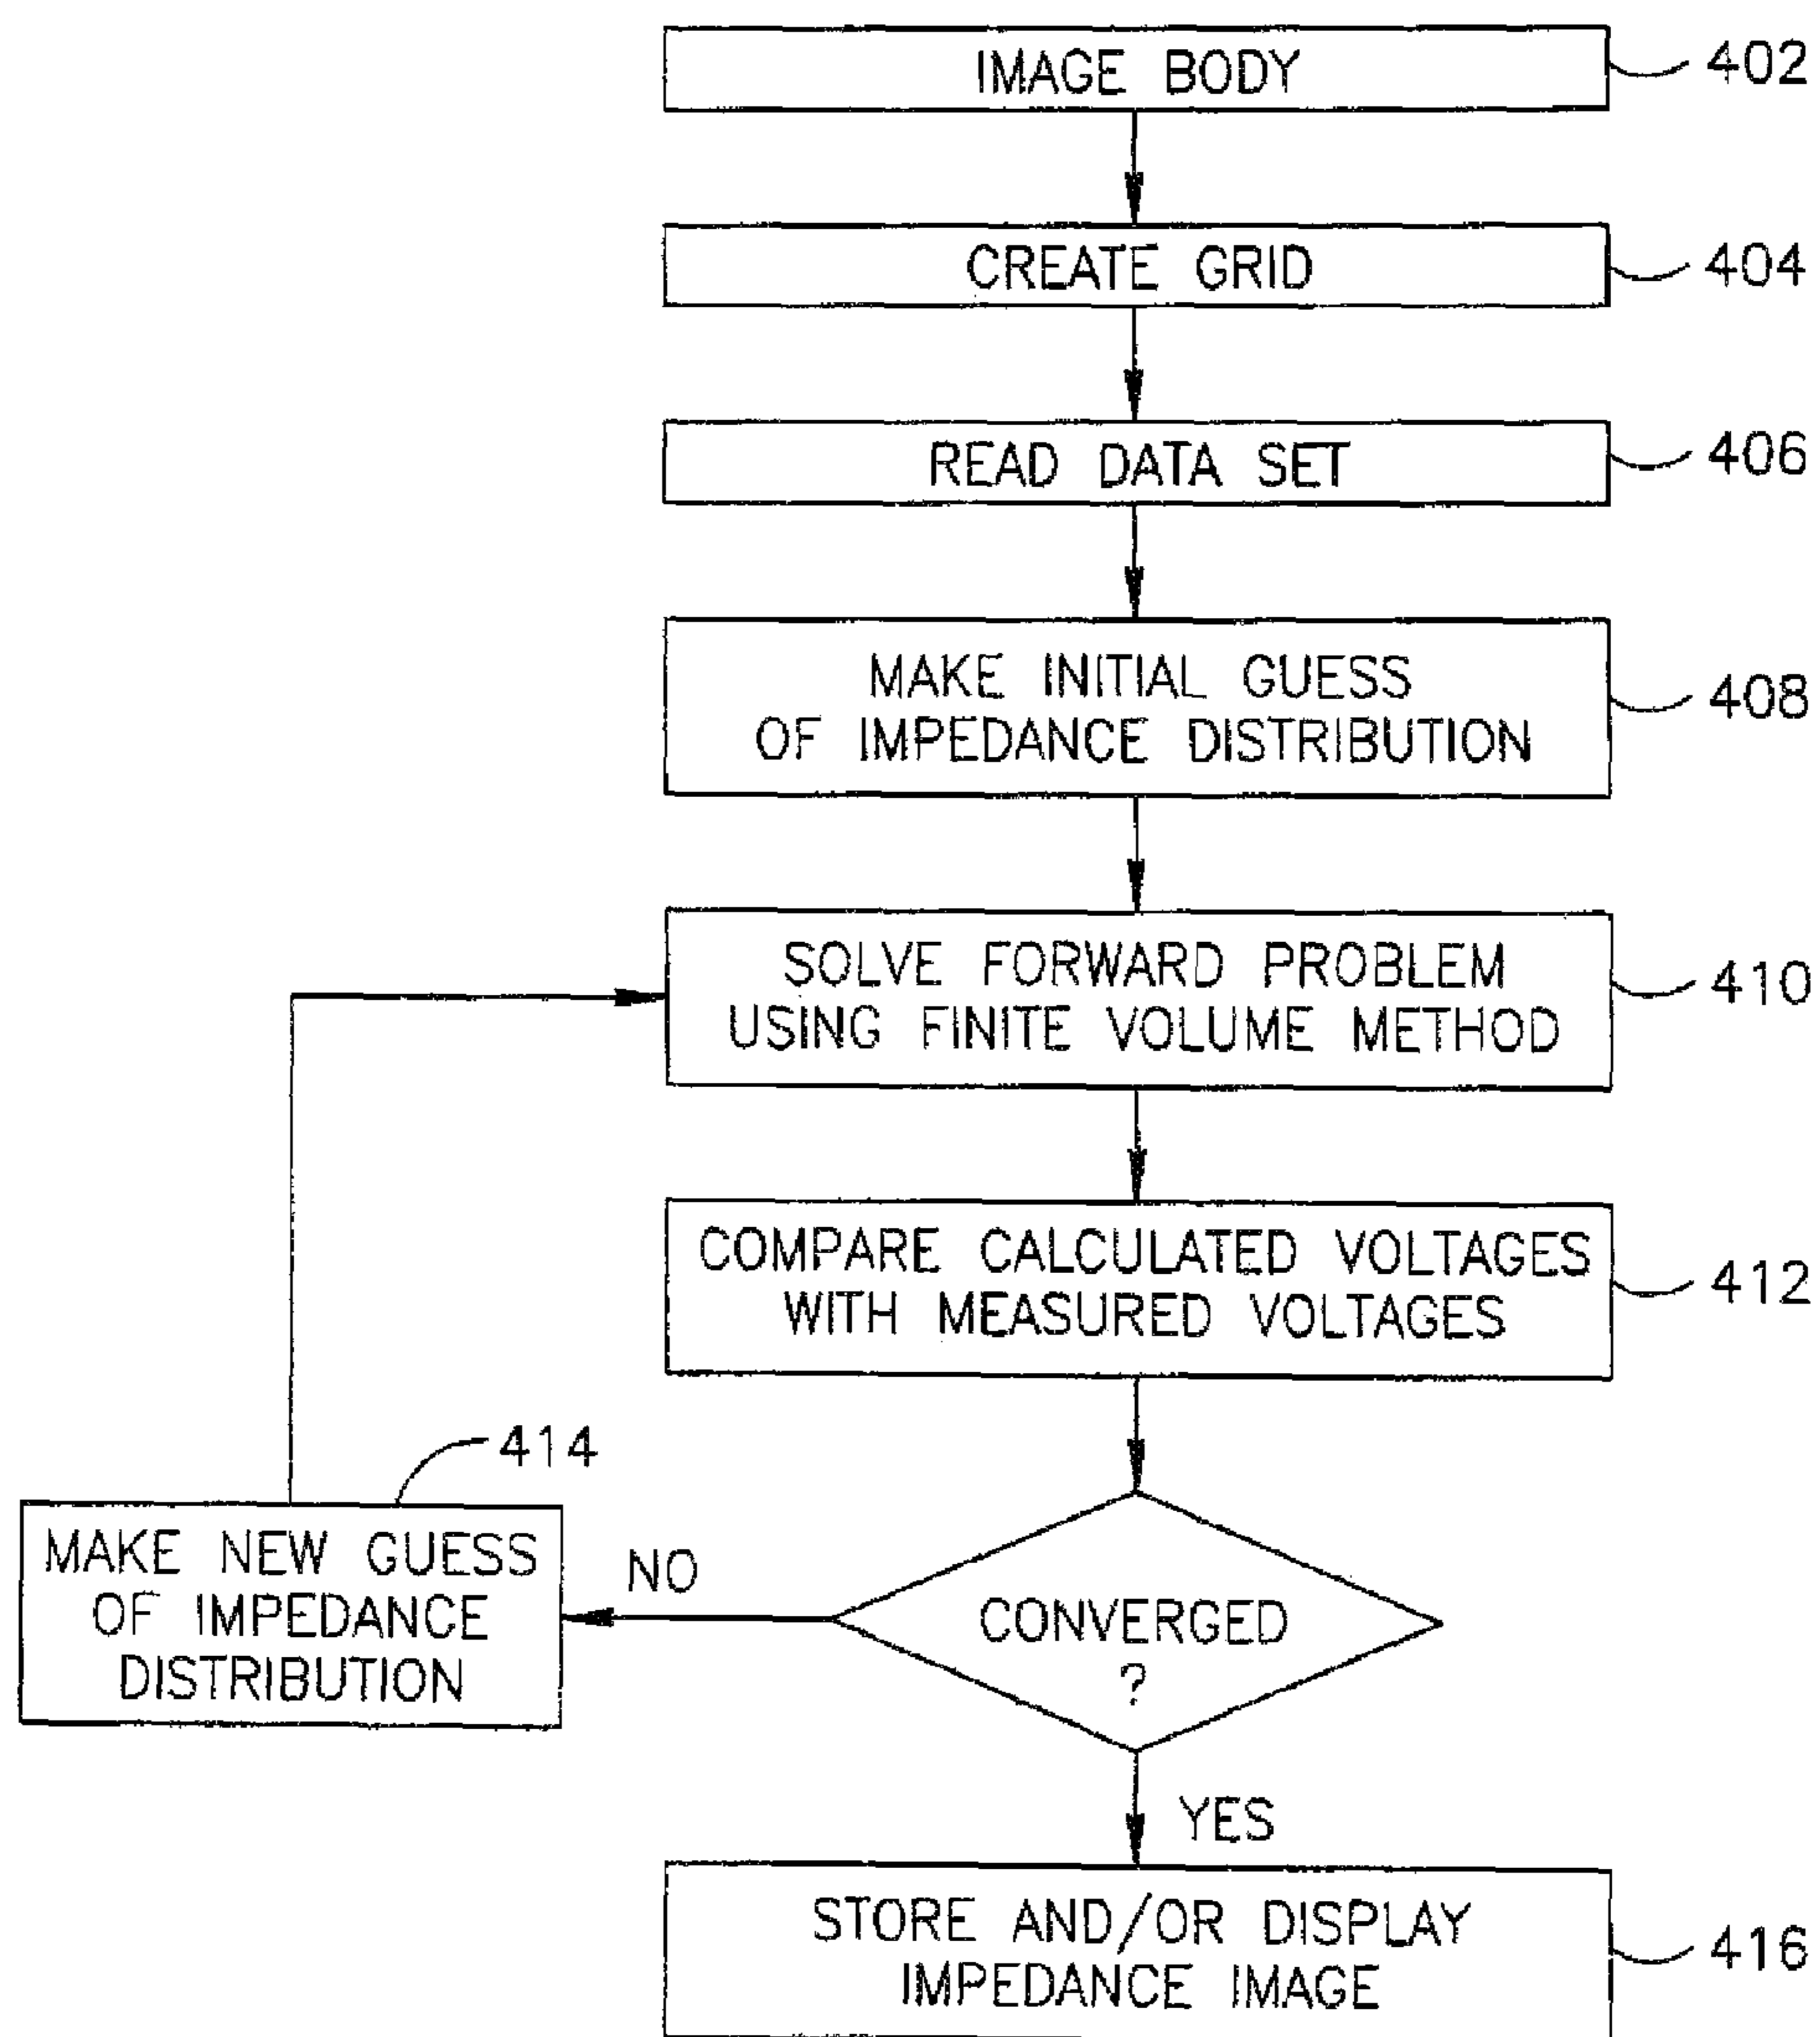 IMAGE BODY
402
CREATE GRID
404
READ DATA SET
406
MAKE INITIAL GUESS
OF IMPEDANCE DISTRIBUTION
408
SOLVE FORWARD PROBLEM
USING FINITE VOLUME METHOD
410
COMPARE CALCULATED VOLTAGES
WITH MEASURED VOLTAGES
412
414
MAKE NEW GUESS
OF IMPEDANCE
DISTRIBUTION
NO
CONVERGED
?
YES
STORE AND/OR DISPLAY
IMPEDANCE IMAGE
416